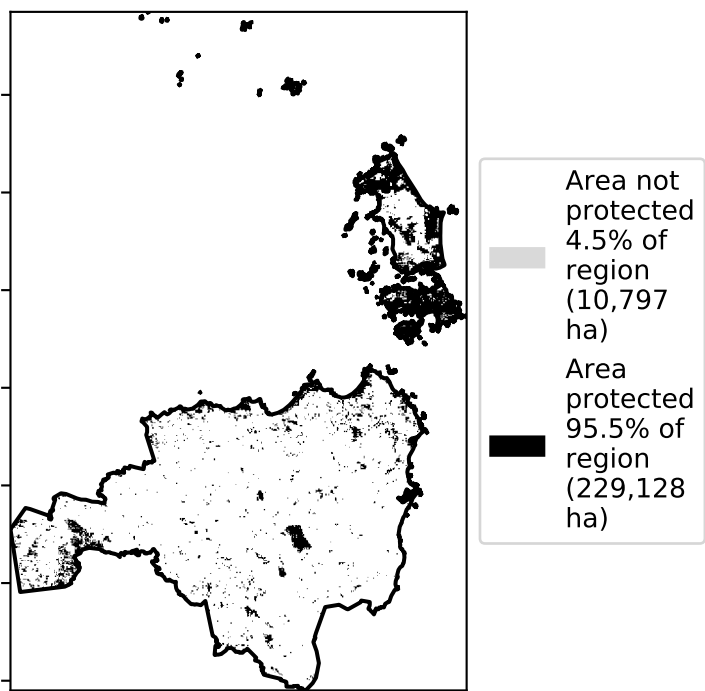 Area not
protected
4.5% of
region
(10,797
ha)
Area
protected
95.5% of
region
(229,128
ha)